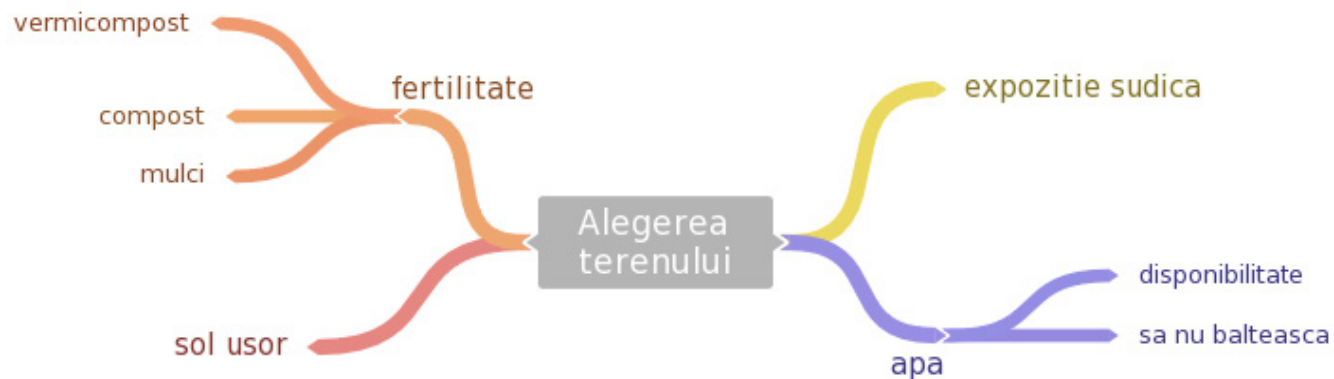 vermicompost
fertilitate
compost
mulci
sol usor
Alegerea
terenului
expozitie sudica
disponibilitate
sa nu balteasca
apa